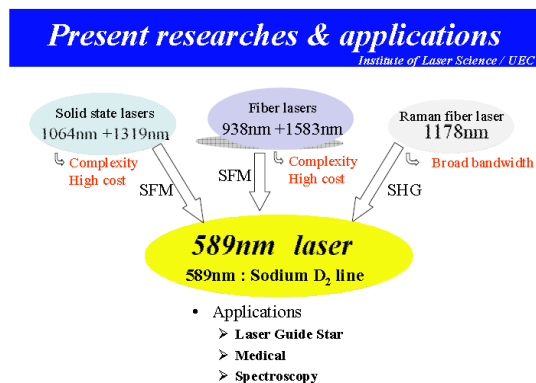 Present researches & applications
Institute of Laser Science / UEC
Solid state lasers
1064nm +1319nm
Complexity
High cost
SFM
Fiber lasers
938nm +1583nm
Complexity
High cost
SFM
Raman fiber laser
1178nm
Broad bandwidth
SHG
589nm laser
589nm : Sodium D2 line
• Applications
➢ Laser Guide Star
➢ Medical
➢ Spectroscopy